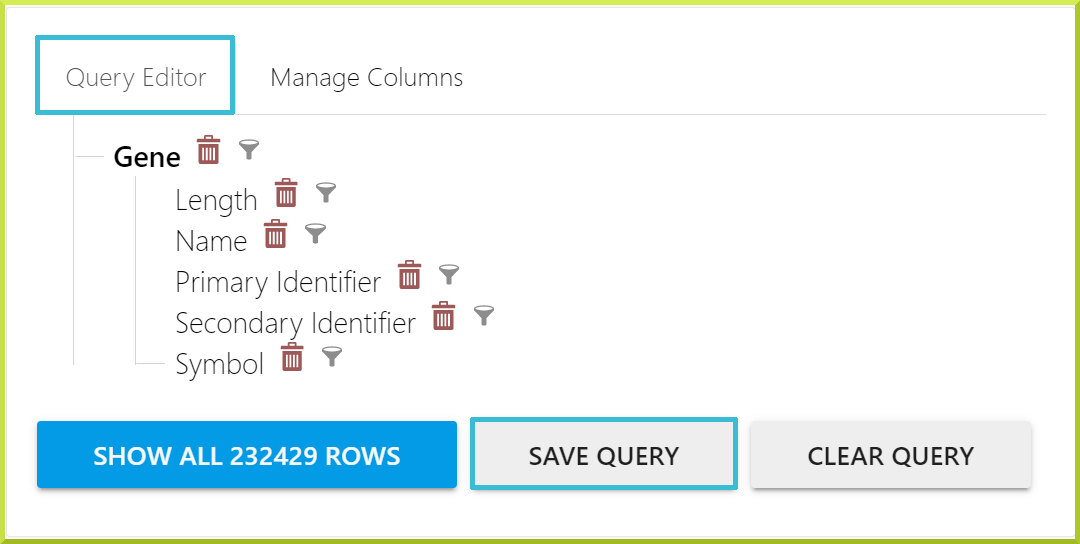 Query Editor Manage Columns
Gene
Length
Name
Primary Identifier
Secondary Identifier
Symbol
SHOW ALL 232429 ROWS SAVE QUERY CLEAR QUERY